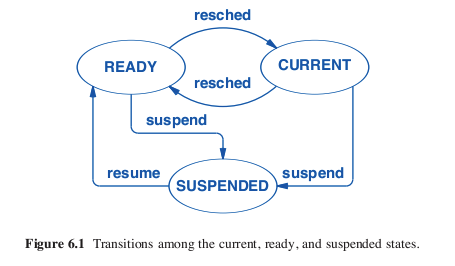 resched
READY
CURRENT
resched
suspend
resume
SUSPENDED
suspend
Figure 6.1 Transitions among the current, ready, and suspended states.